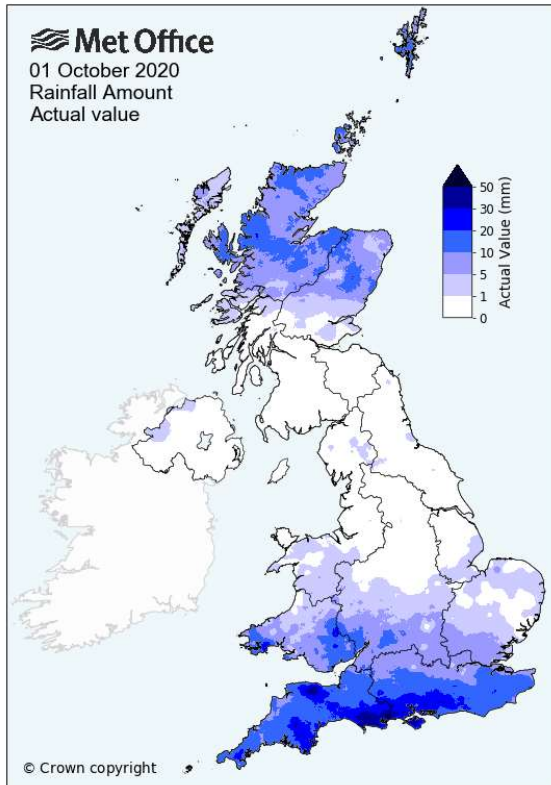 Met Office
01 October 2020
Rainfall Amount
Actual value
50
30
20
10
5
1
0
Actual Value (mm)
© Crown copyright